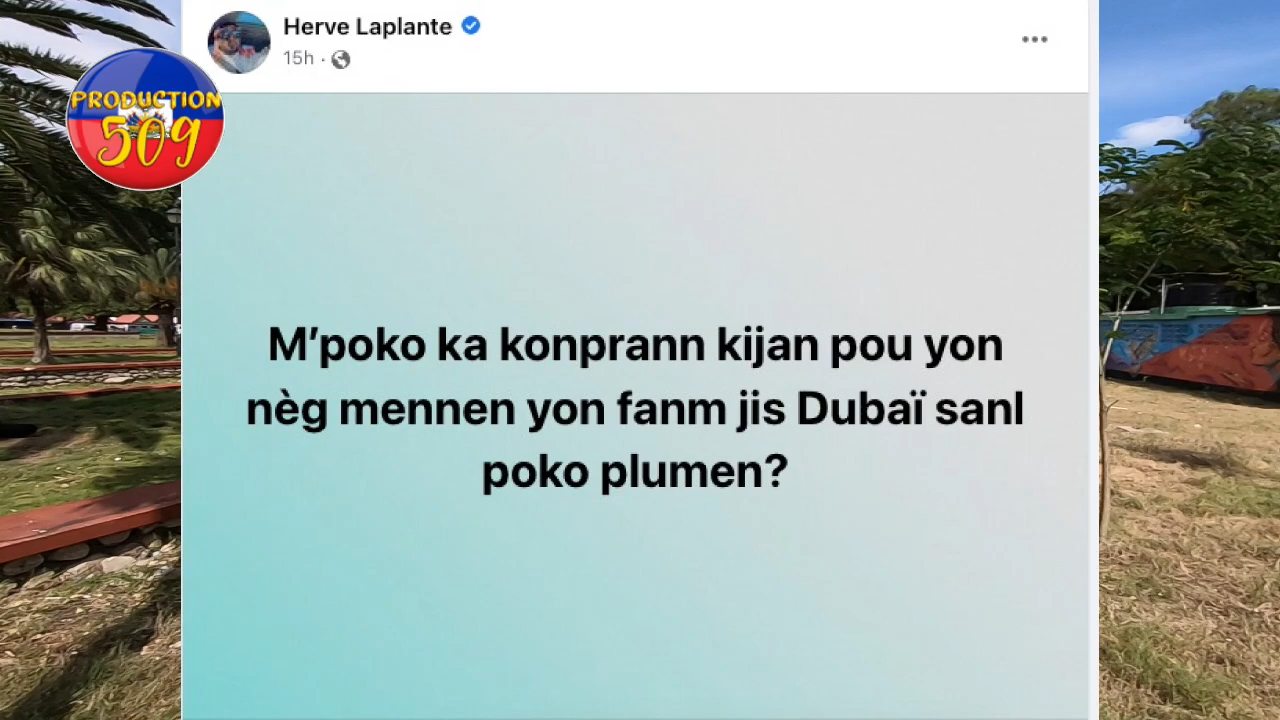 Herve Laplante
15h ·
PRODUCTION
509
M'poko ka konprann kijan pou yon
nèg mennen yon fanm jis Dubaï sanl
poko plumen?